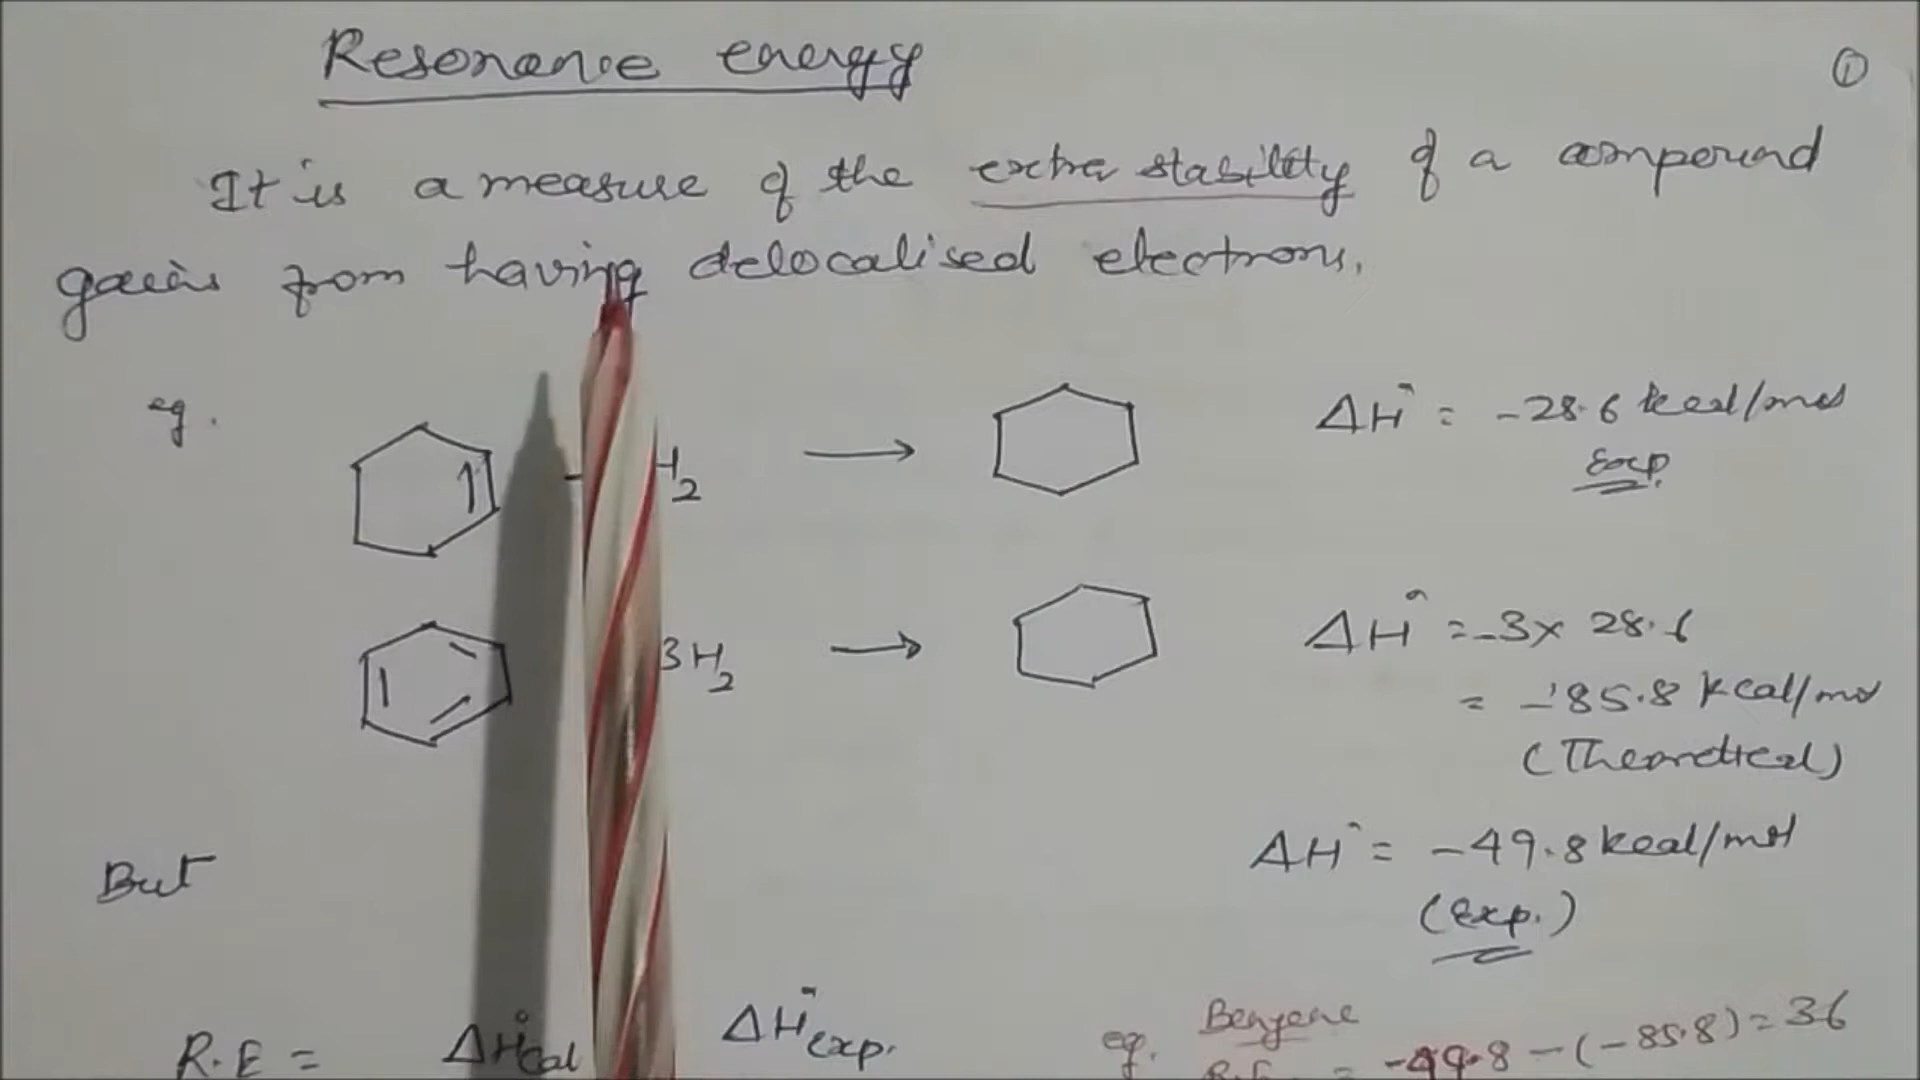 Resonance energy
①
It is a measure of the extra stability of a compound
gains from having delocalised electrons.
eg.
H2
ΔH° = -28.6 kcal/mol
Exp.
3H2
ΔH° = -3x 28.6
= -85.8 kcal/mol
(Theoretical)
But
ΔH° = -49.8 kcal/mol
(Exp.)
R.E = ΔH°cal ΔH°exp.
eg. Benzene
R.E = -49.8 - (-85.8) = 36